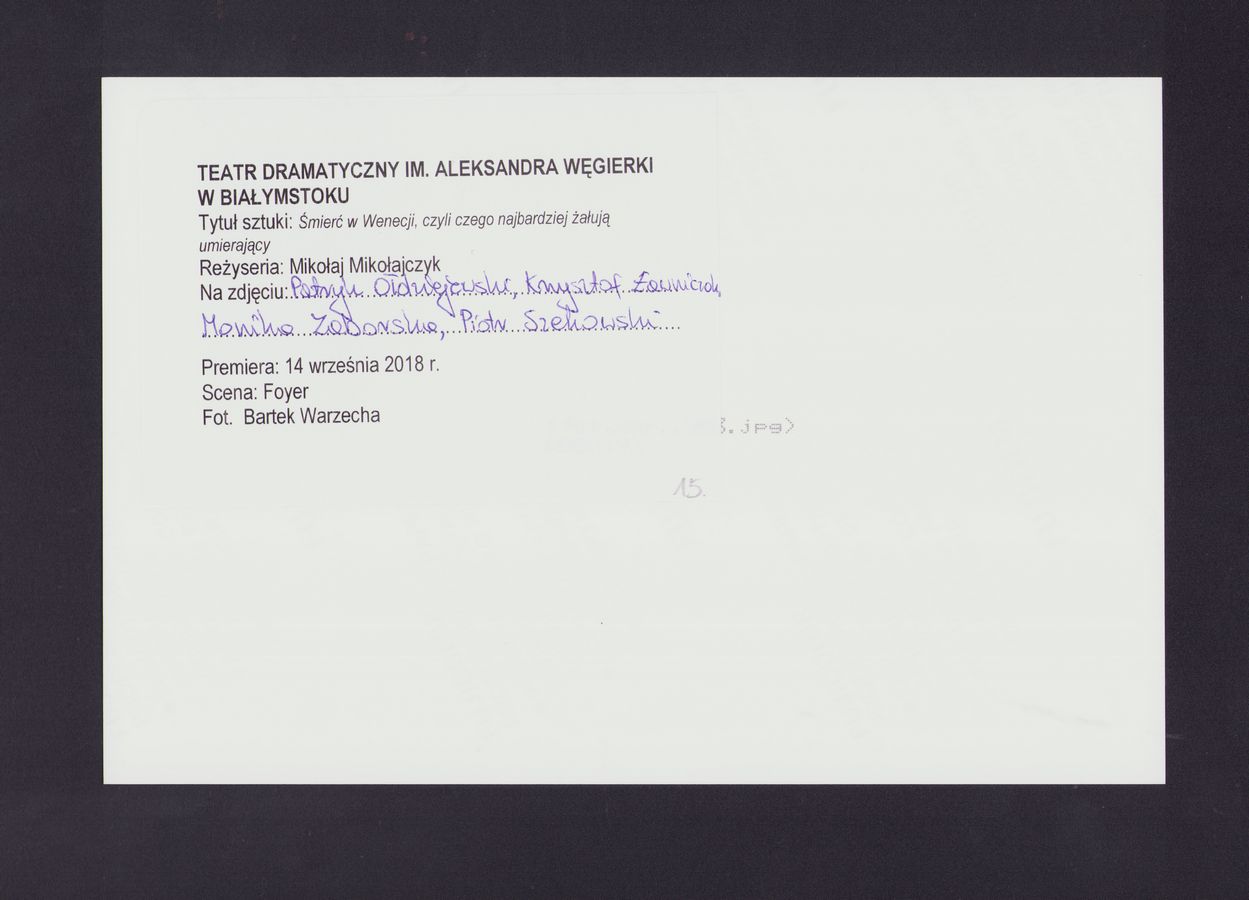 TEATR DRAMATYCZNY IM. ALEKSANDRA WĘGIERKI
W BIAŁYMSTOKU
Tytuł sztuki: Śmierć w Wenecji, czyli czego najbardziej żałują
umierający
Reżyseria: Mikołaj Mikołajczyk
Na zdjęciu: Patryk Ołdziejewski, Krzysztof Ławniczak,
Monika Zaborska, Piotr Szekowski
Premiera: 14 września 2018 r.
Scena: Foyer
Fot. Bartek Warzecha
.jpg>
15.